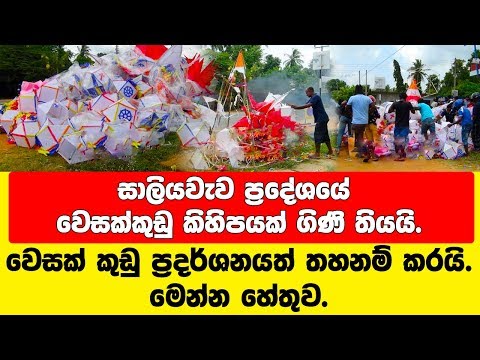 සාලියවැව ප්‍රදේශයේ
වෙසක්කුඩු කිහිපයක් ගිණි තියයි.
වෙසක් කුඩු ප්‍රදර්ශනයත් තහනම් කරයි.
මෙන්න හේතුව.